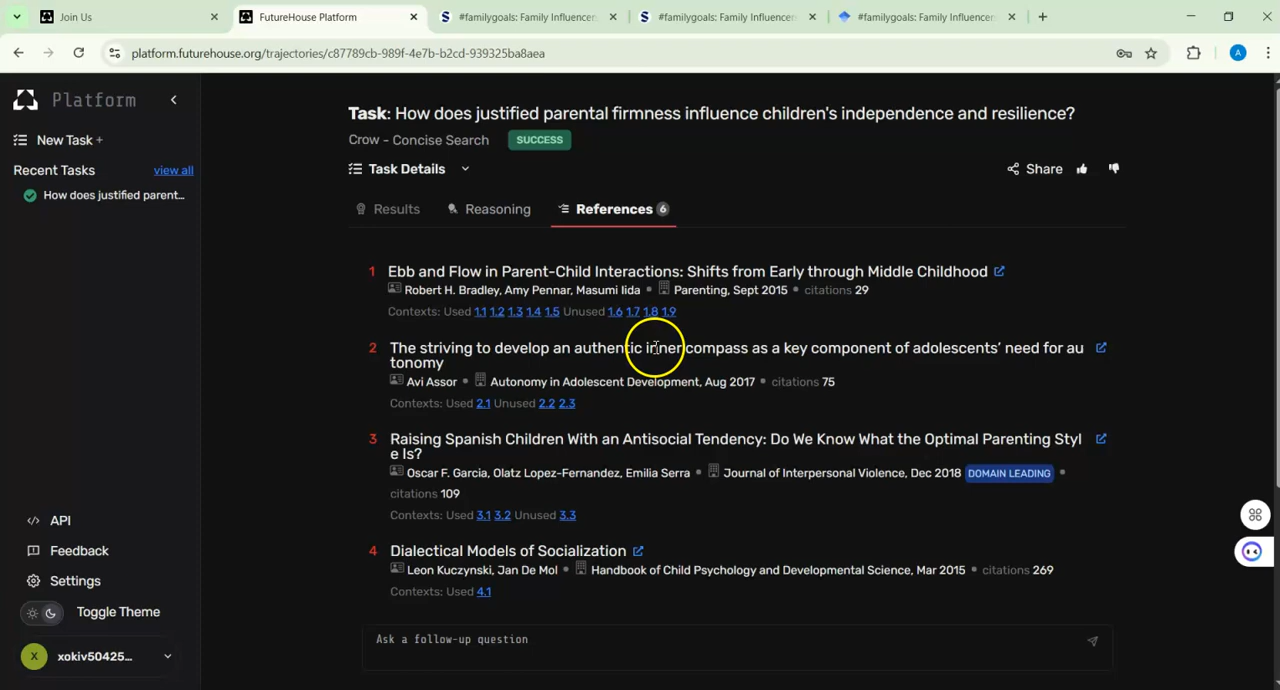 Join Us
FutureHouse Platform
#familygoals: Family Influencer
#familygoals: Family Influencer
#familygoals: Family Influencer
platform.futurehouse.org/trajectories/c87789cb-989f-4e7b-b2cd-939325ba8aea
A
Platform
New Task +
Recent Tasks view all
How does justified parent...
Task: How does justified parental firmness influence children's independence and resilience?
Crow - Concise Search SUCCESS
Task Details
Share
Results Reasoning References 6
1 Ebb and Flow in Parent-Child Interactions: Shifts from Early through Middle Childhood
Robert H. Bradley, Amy Pennar, Masumi Iida Parenting, Sept 2015 citations 29
Contexts: Used 1.1 1.2 1.3 1.4 1.5 Unused 1.6 1.7 1.8 1.9
2 The striving to develop an authentic inner compass as a key component of adolescents' need for au
tonomy
Avi Assor Autonomy in Adolescent Development, Aug 2017 citations 75
Contexts: Used 2.1 Unused 2.2 2.3
3 Raising Spanish Children With an Antisocial Tendency: Do We Know What the Optimal Parenting Styl
e Is?
Oscar F. Garcia, Olatz Lopez-Fernandez, Emilia Serra Journal of Interpersonal Violence, Dec 2018 DOMAIN LEADING
citations 109
Contexts: Used 3.1 3.2 Unused 3.3
4 Dialectical Models of Socialization
Leon Kuczynski, Jan De Mol Handbook of Child Psychology and Developmental Science, Mar 2015 citations 269
Contexts: Used 4.1
Ask a follow-up question
API
Feedback
Settings
Toggle Theme
X xokiv50425...